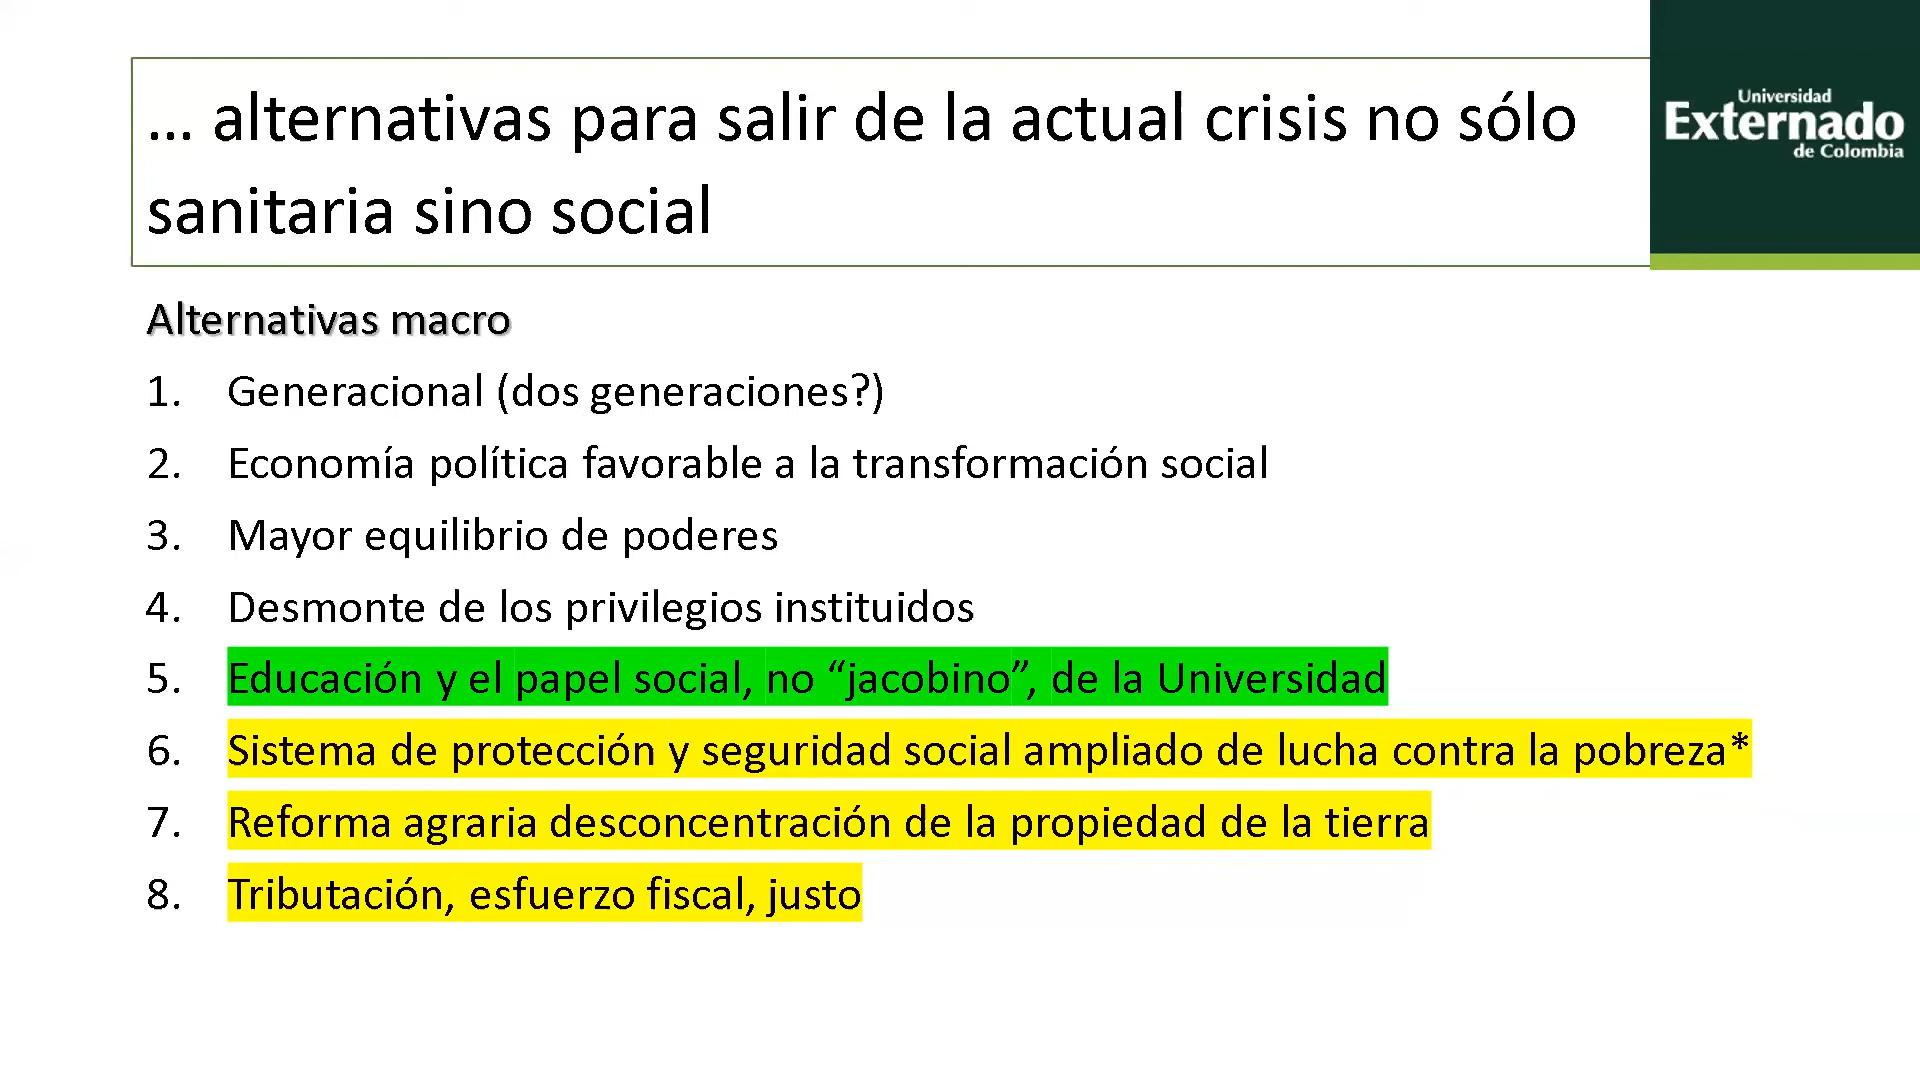 ... alternativas para salir de la actual crisis no sólo
sanitaria sino social
Universidad
Externado
de Colombia
Alternativas macro
1. Generacional (dos generaciones?)
2. Economía política favorable a la transformación social
3. Mayor equilibrio de poderes
4. Desmonte de los privilegios instituidos
5. Educación y el papel social, no “jacobino”, de la Universidad
6. Sistema de protección y seguridad social ampliado de lucha contra la pobreza*
7. Reforma agraria desconcentración de la propiedad de la tierra
8. Tributación, esfuerzo fiscal, justo